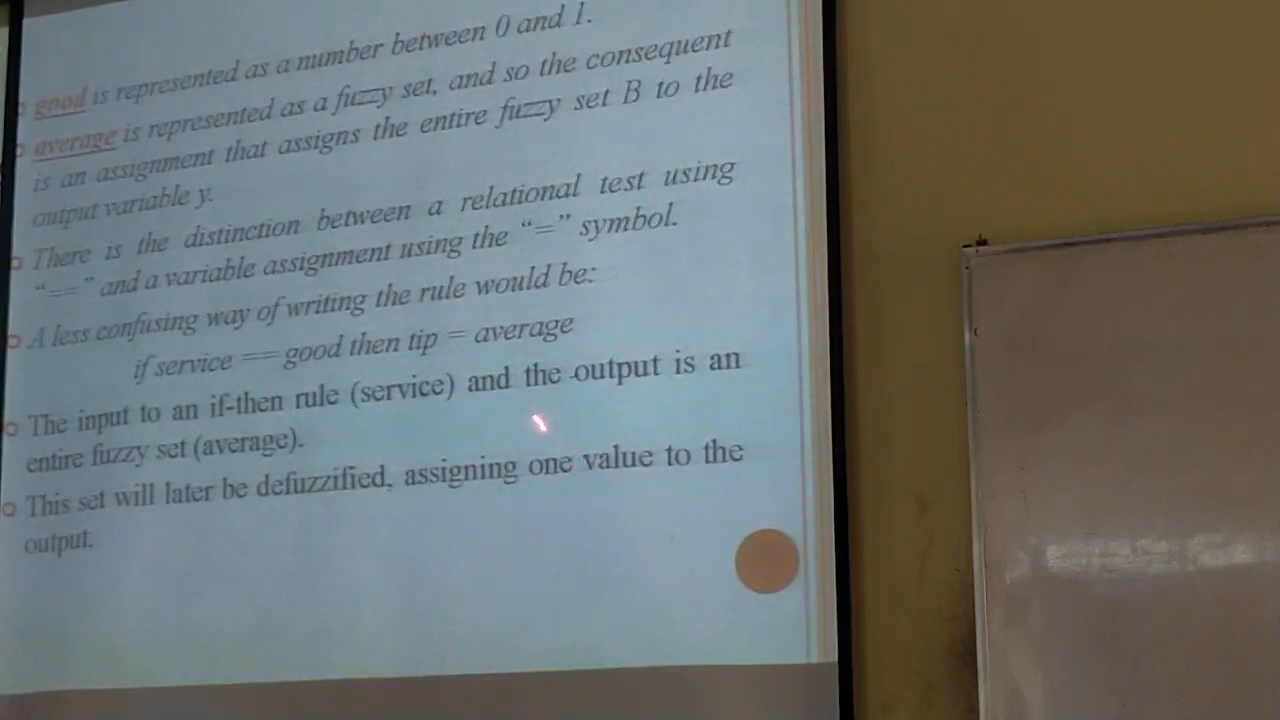 good is represented as a number between 0 and 1.
average is represented as a fuzzy set, and so the consequent
is an assignment that assigns the entire fuzzy set B to the
output variable y.
There is the distinction between a relational test using
“==” and a variable assignment using the “=” symbol.
A less confusing way of writing the rule would be:
if service == good then tip = average
The input to an if-then rule (service) and the output is an
entire fuzzy set (average).
This set will later be defuzzified, assigning one value to the
output.